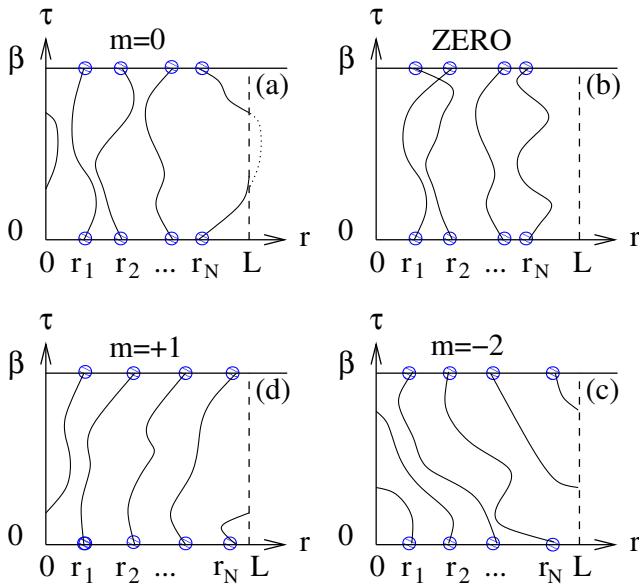 τ τ
m=0 ZERO
β (a) β (b)
0 r 0 r
0 r1 r2 ... rN L 0 r1 r2 ... rN L
τ τ
m=+1 m=-2
β (d) β (c)
0 r 0 r
0 r1 r2 ... rN L 0 r1 r2 ... rN L